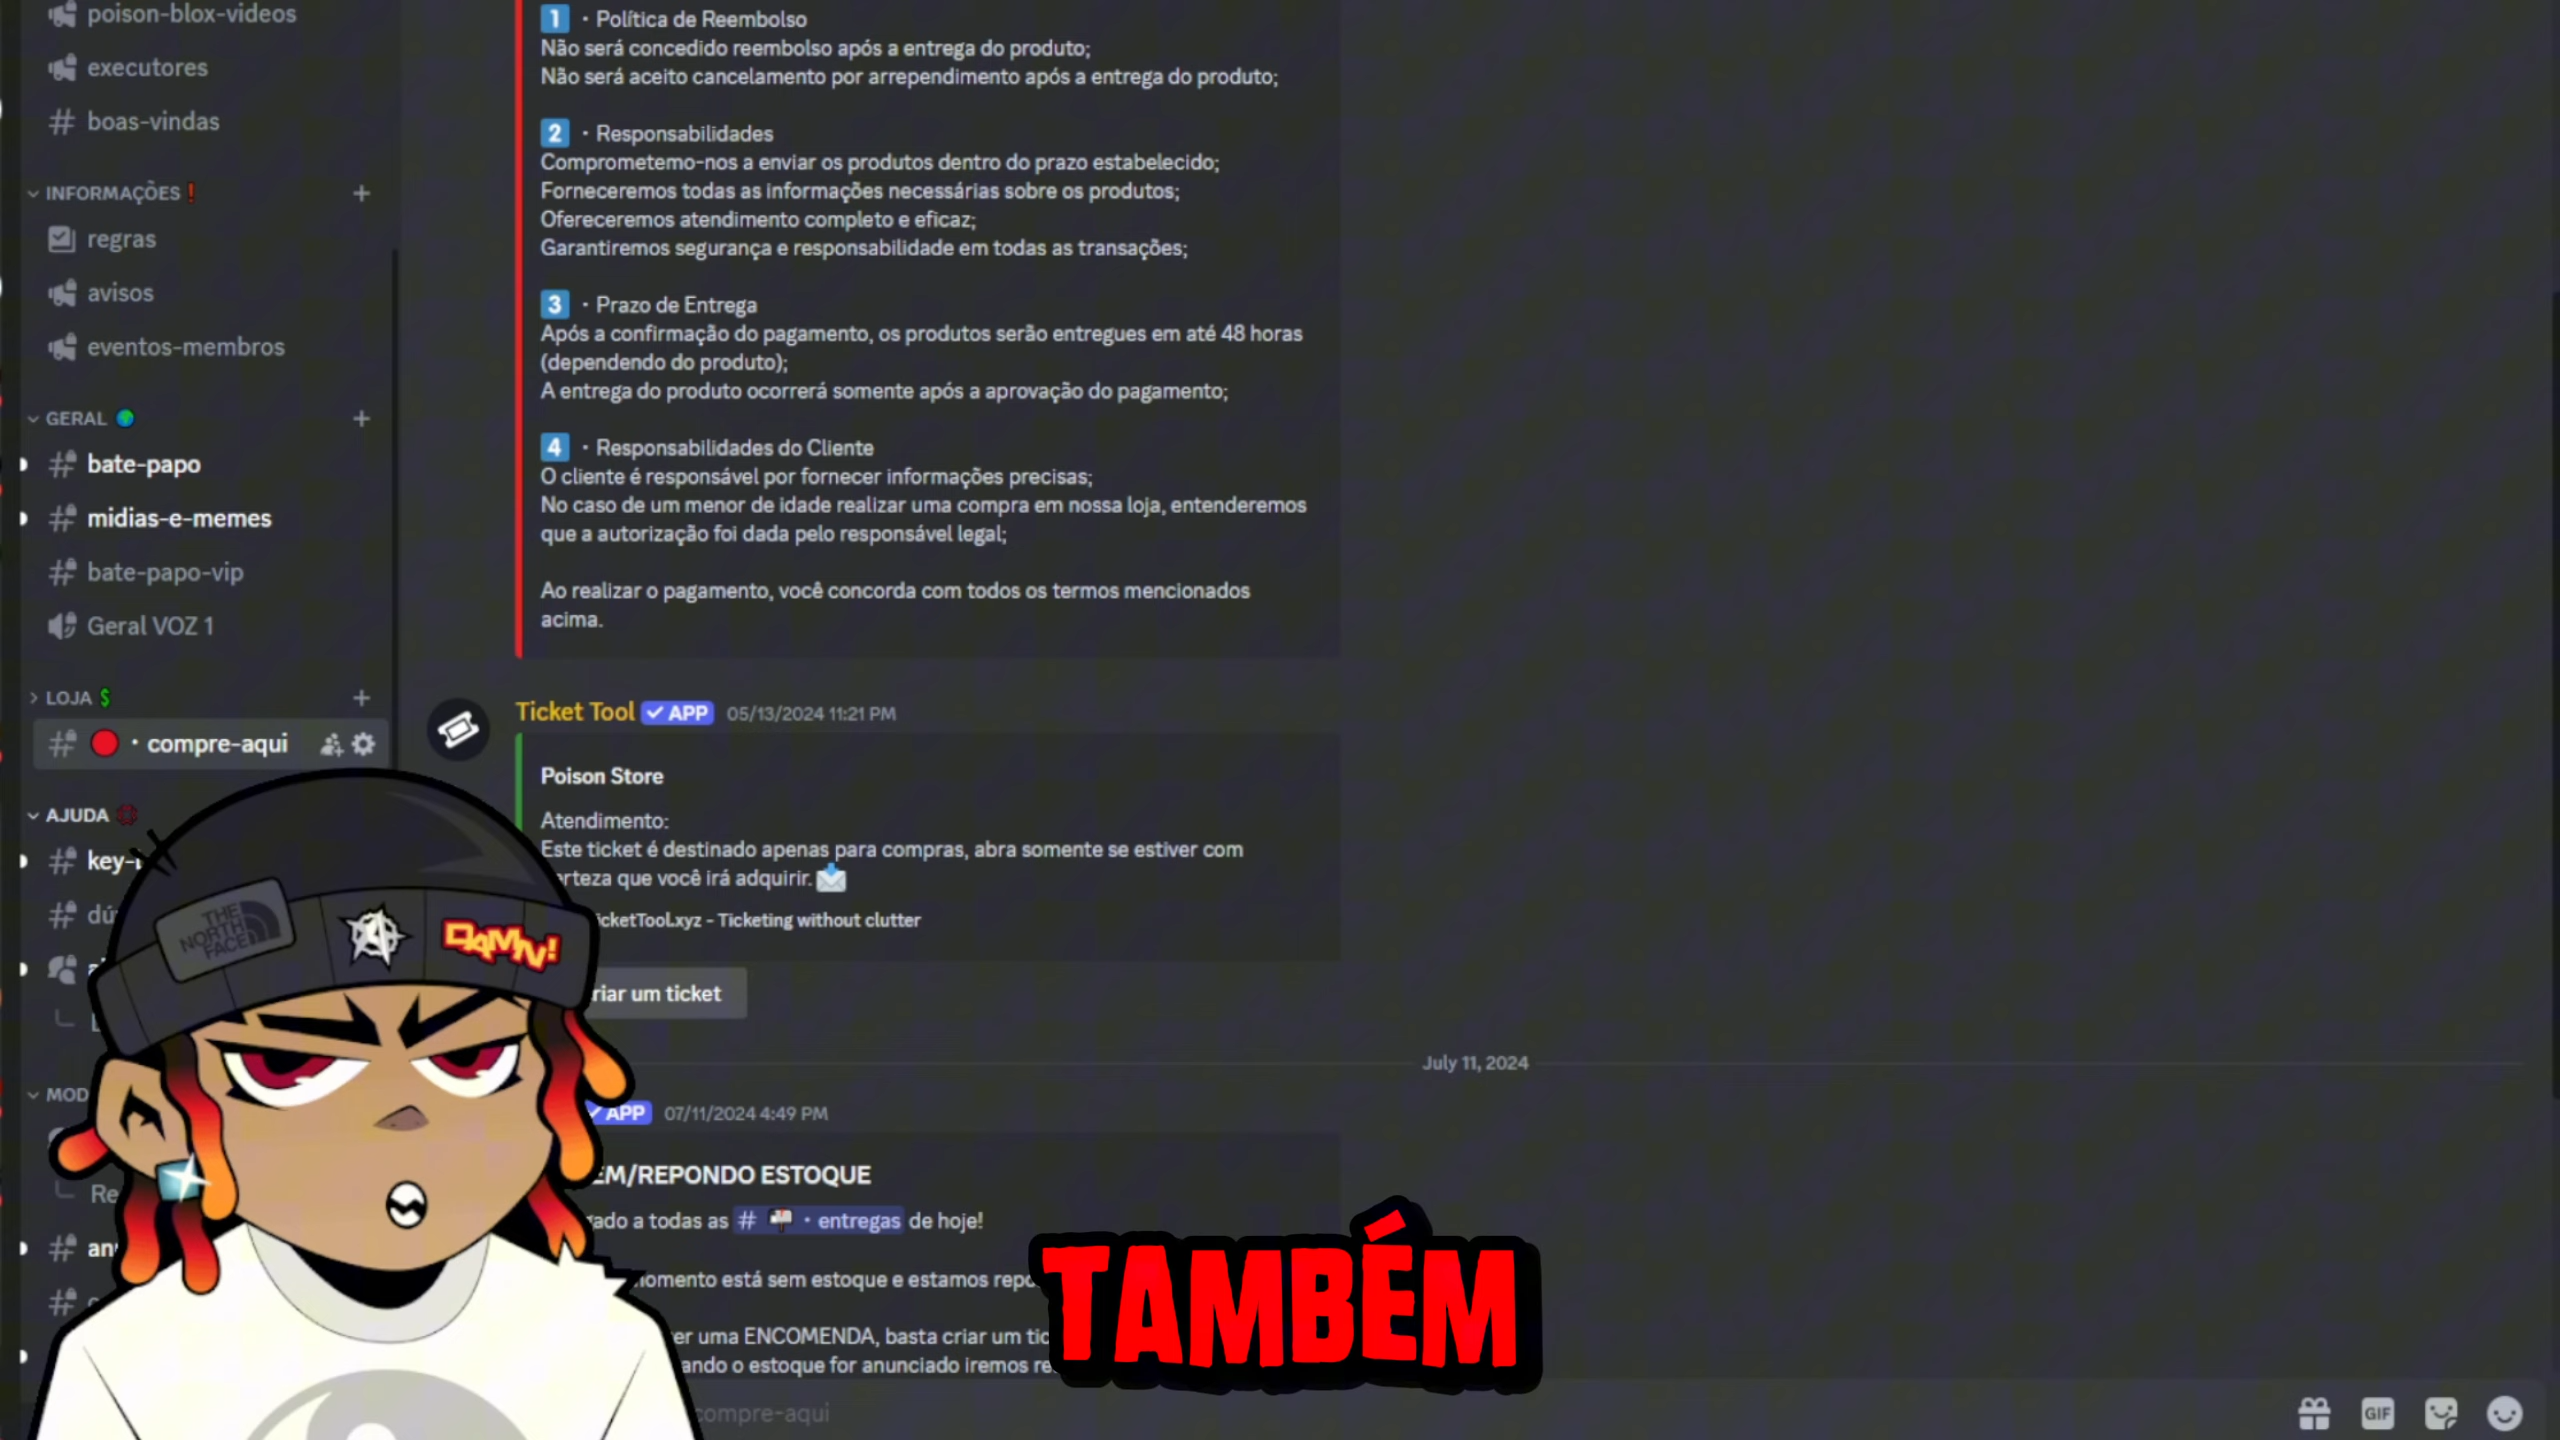 poison-blox-videos
executores
boas-vindas
INFORMAÇÕES❗
regras
avisos
eventos-membros
GERAL 🌍
bate-papo
midias-e-memes
bate-papo-vip
Geral VOZ 1
LOJA 💲
🔴・compre-aqui
AJUDA
key-
dú
MOD
Re
an
1 ・Política de Reembolso
Não será concedido reembolso após a entrega do produto;
Não será aceito cancelamento por arrependimento após a entrega do produto;
2 ・Responsabilidades
Comprometemo-nos a enviar os produtos dentro do prazo estabelecido;
Forneceremos todas as informações necessárias sobre os produtos;
Ofereceremos atendimento completo e eficaz;
Garantiremos segurança e responsabilidade em todas as transações;
3 ・Prazo de Entrega
Após a confirmação do pagamento, os produtos serão entregues em até 48 horas
(dependendo do produto);
A entrega do produto ocorrerá somente após a aprovação do pagamento;
4 ・Responsabilidades do Cliente
O cliente é responsável por fornecer informações precisas;
No caso de um menor de idade realizar uma compra em nossa loja, entenderemos
que a autorização foi dada pelo responsável legal;
Ao realizar o pagamento, você concorda com todos os termos mencionados
acima.
Ticket Tool ✓ APP 05/13/2024 11:21 PM
Poison Store
Atendimento:
Este ticket é destinado apenas para compras, abra somente se estiver com
erteza que você irá adquirir. 📩
icketTool.xyz - Ticketing without clutter
riar um ticket
July 11, 2024
✓ APP 07/11/2024 4:49 PM
EM/REPONDO ESTOQUE
gado a todas as # 📬・entregas de hoje!
omento está sem estoque e estamos repo
er uma ENCOMENDA, basta criar um tic
ando o estoque for anunciado iremos re
compre-aqui
GIF
THE NORTH FACE
DAMN!
TAMBÉM